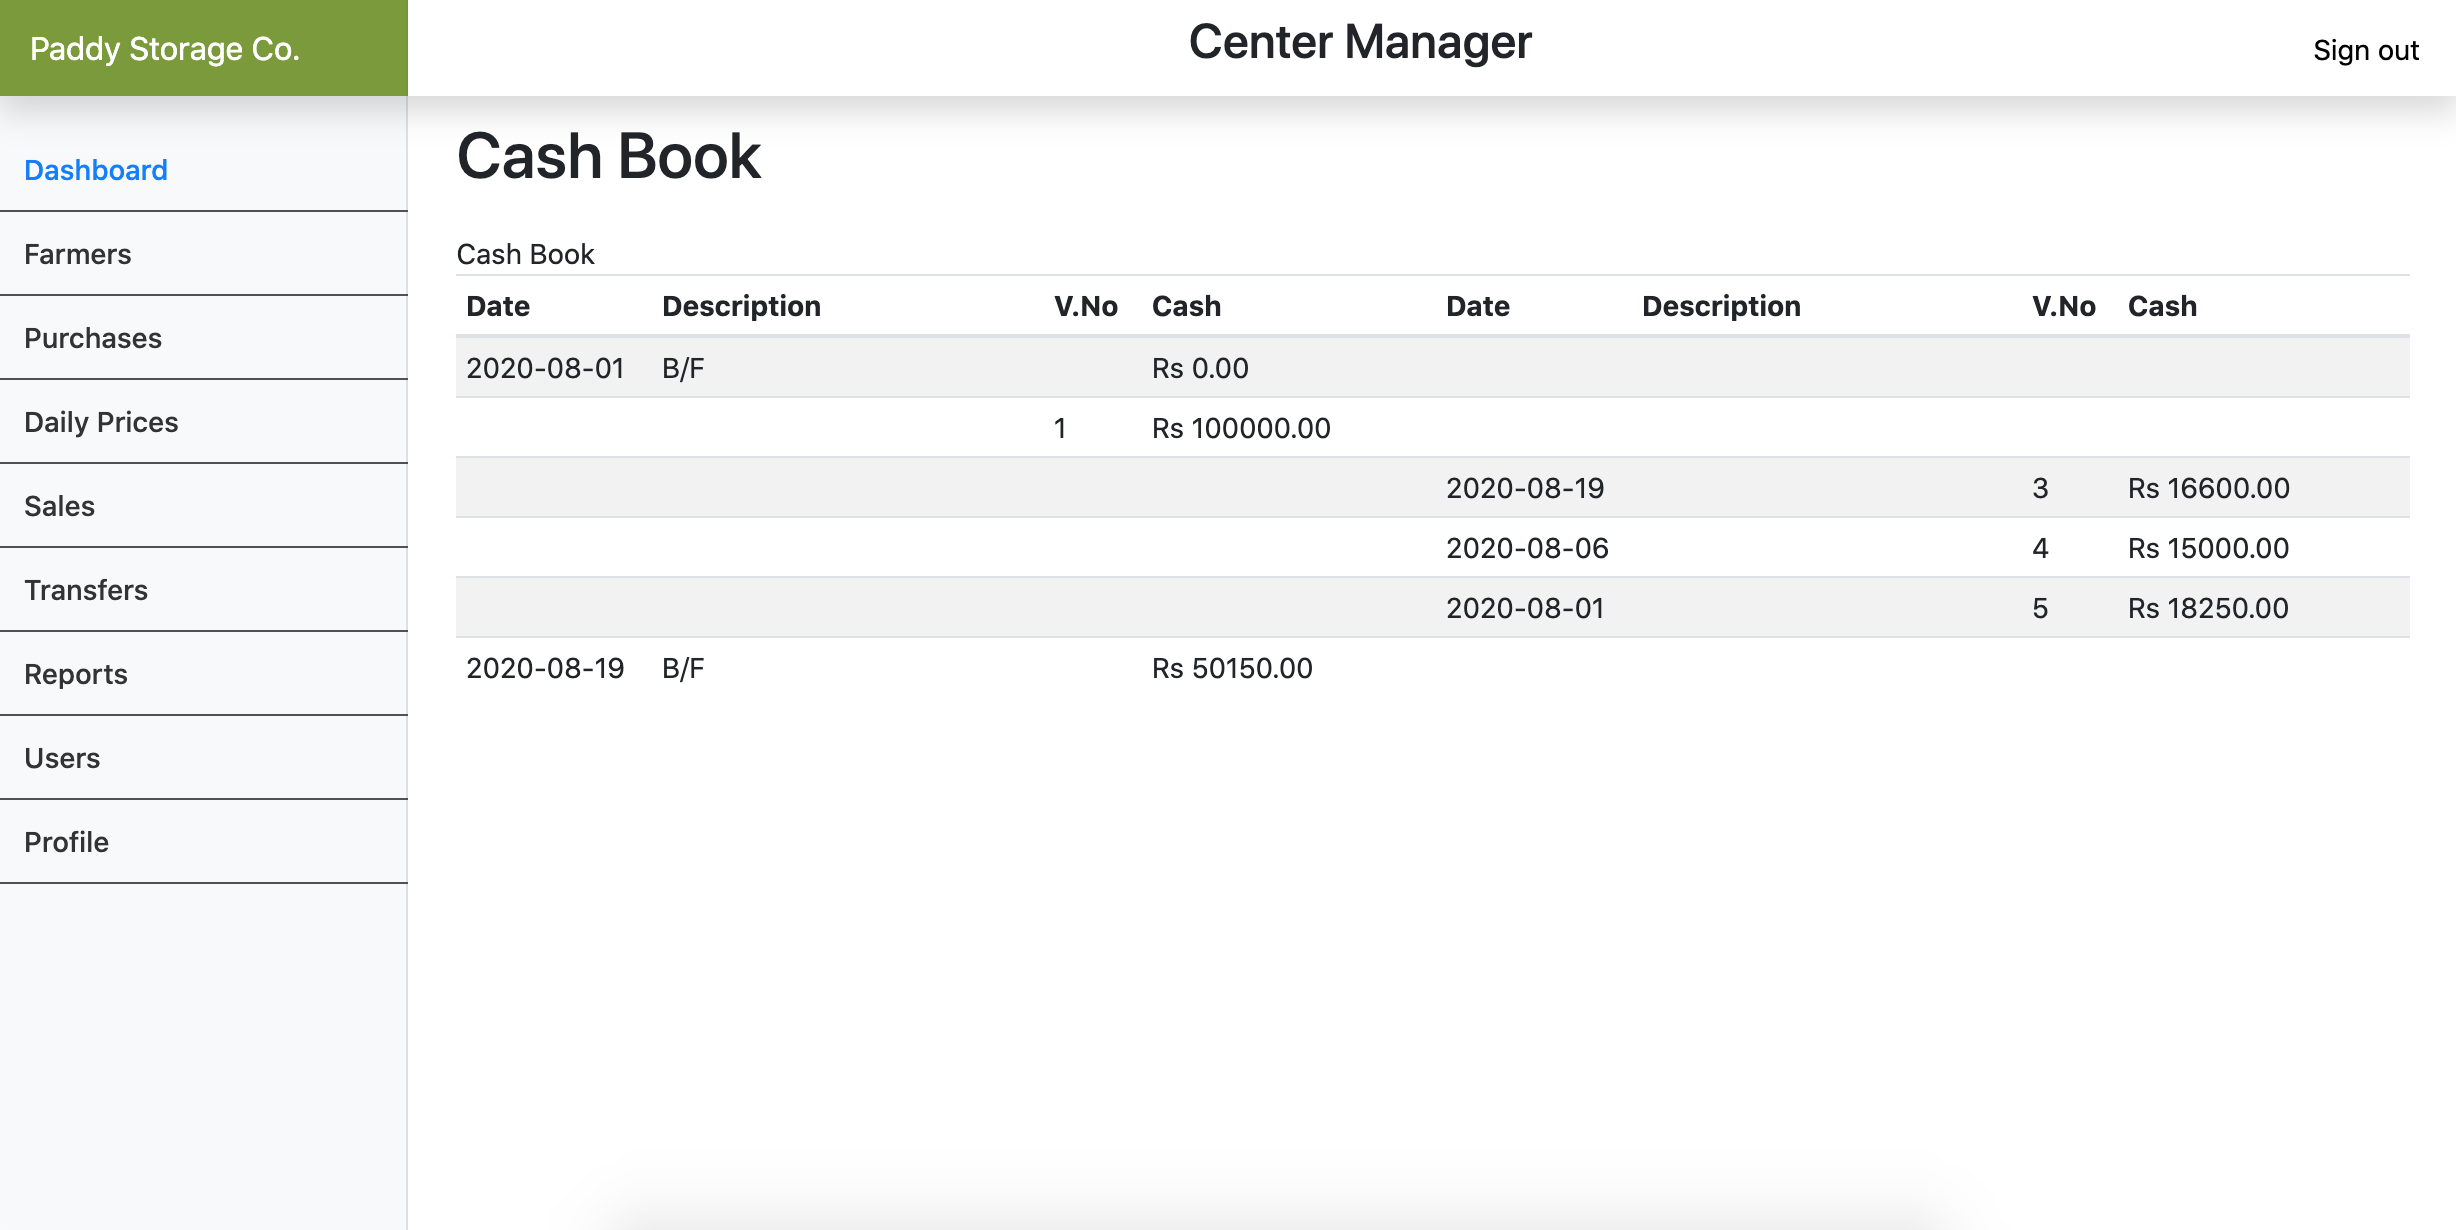 Paddy Storage Co.
Center Manager
Sign out
Dashboard
Farmers
Purchases
Daily Prices
Sales
Transfers
Reports
Users
Profile
Cash Book
Cash Book
Date Description V.No Cash Date Description V.No Cash
2020-08-01 B/F Rs 0.00
1 Rs 100000.00
2020-08-19 3 Rs 16600.00
2020-08-06 4 Rs 15000.00
2020-08-01 5 Rs 18250.00
2020-08-19 B/F Rs 50150.00